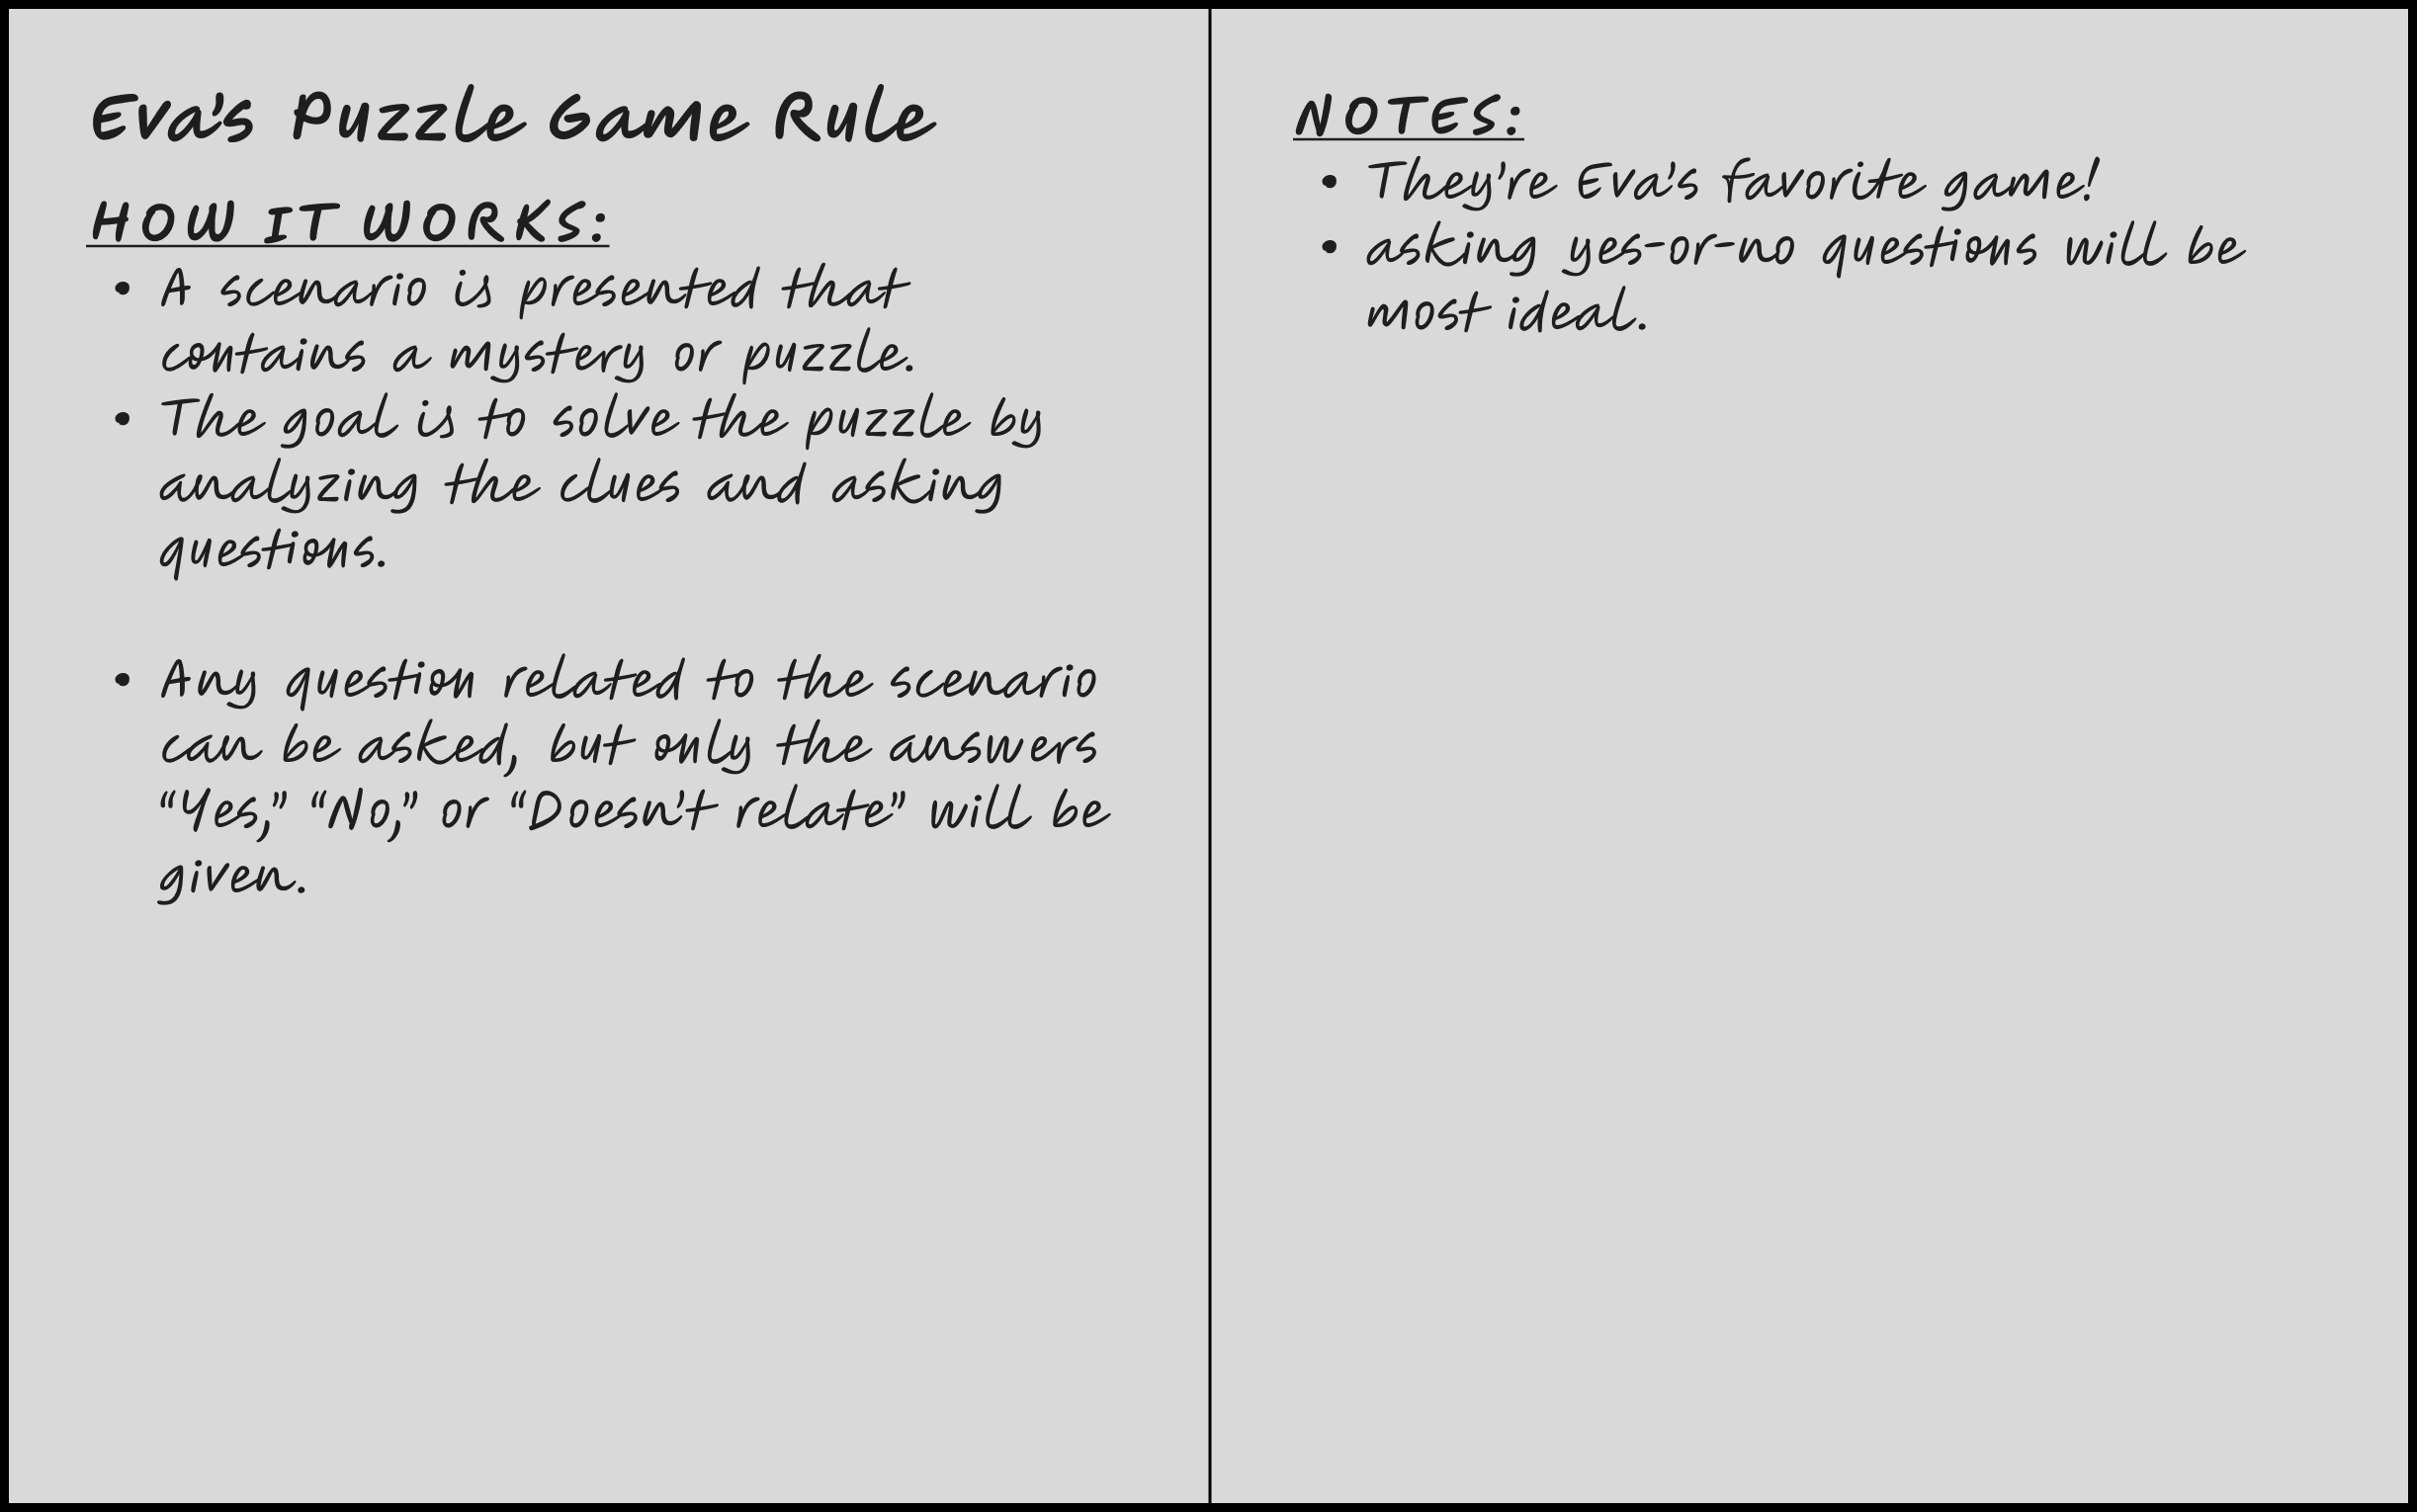 Eva's Puzzle Game Rule
HOW IT WORKS:
• A scenario is presented that
contains a mystery or puzzle.
• The goal is to solve the puzzle by
analyzing the clues and asking
questions.
• Any question related to the scenario
can be asked, but only the answers
“Yes,” “No,” or “Doesn't relate” will be
given.
NOTES:
• They're Eva's favorite game!
• asking yes-or-no questions will be
most ideal.